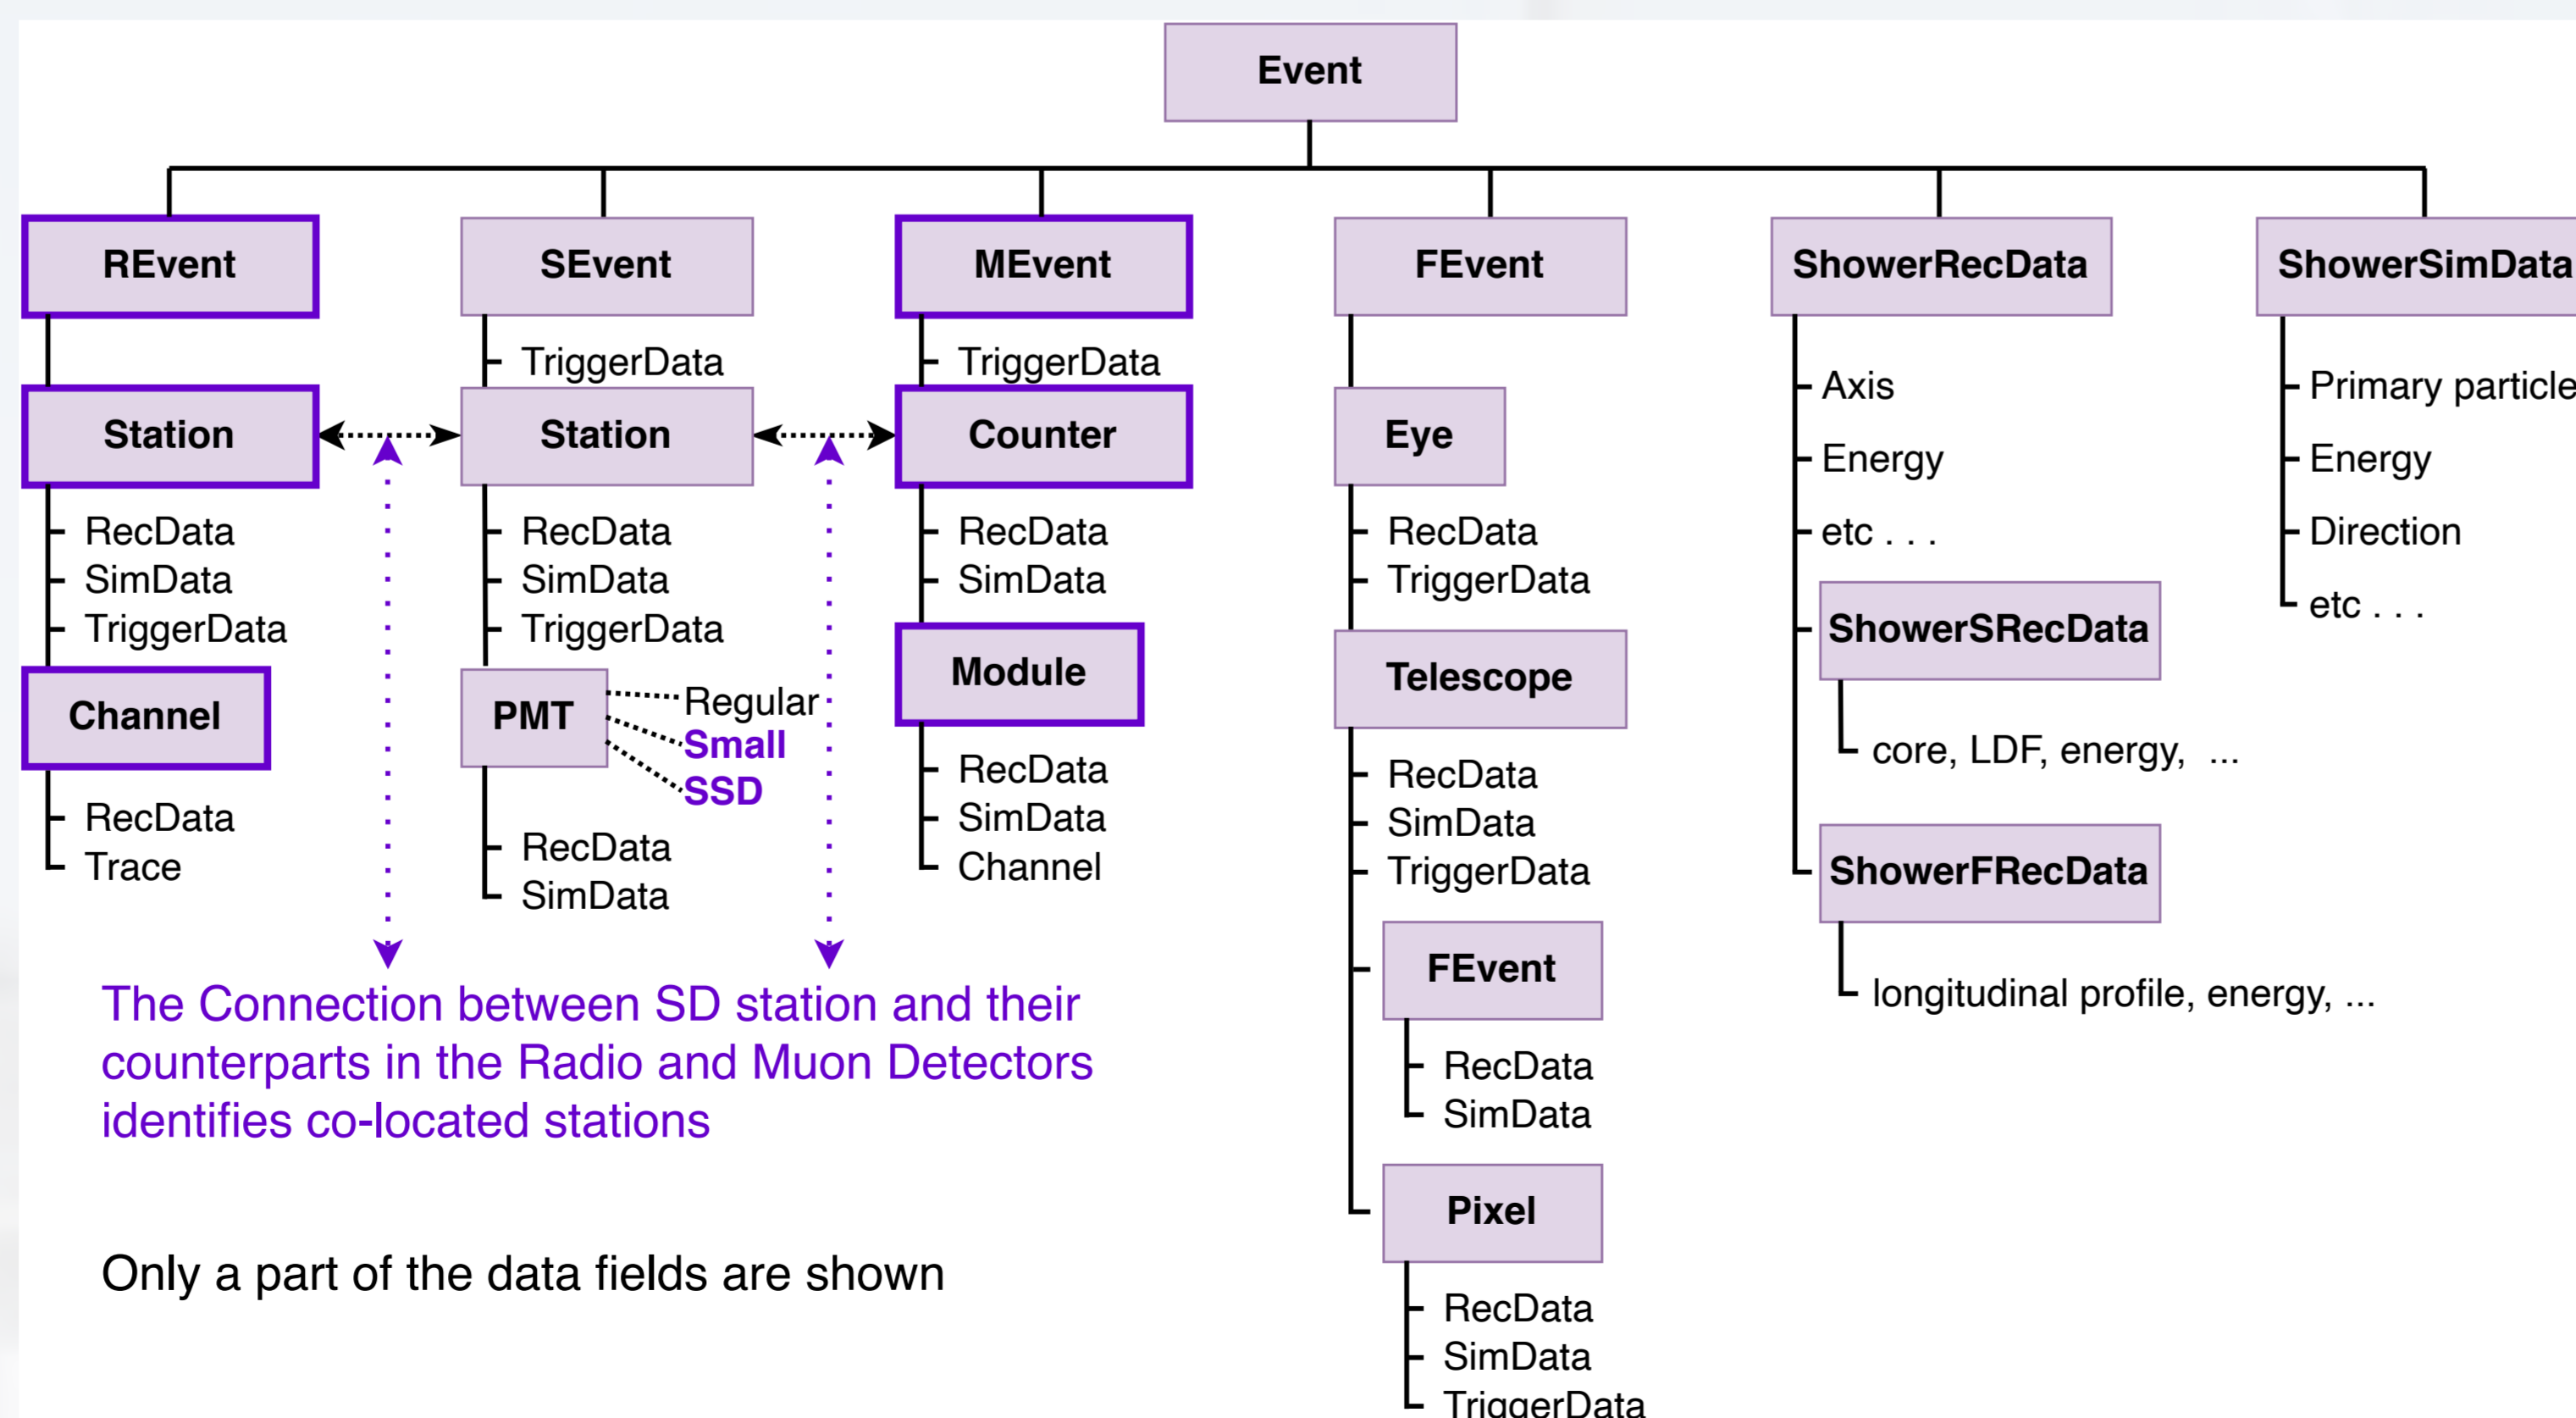 Event
REvent
Station
RecData
SimData
TriggerData
Channel
RecData
Trace
SEvent
TriggerData
Station
RecData
SimData
TriggerData
PMT
Regular
Small
SSD
RecData
SimData
MEvent
TriggerData
Counter
RecData
SimData
Module
RecData
SimData
Channel
FEvent
Eye
RecData
TriggerData
Telescope
RecData
SimData
TriggerData
FEvent
RecData
SimData
Pixel
RecData
SimData
TriggerData
ShowerRecData
Axis
Energy
etc . . .
ShowerSRecData
core, LDF, energy, ...
ShowerFRecData
longitudinal profile, energy, ...
ShowerSimData
Primary particle
Energy
Direction
etc . . .
The Connection between SD station and their
counterparts in the Radio and Muon Detectors
identifies co-located stations
Only a part of the data fields are shown